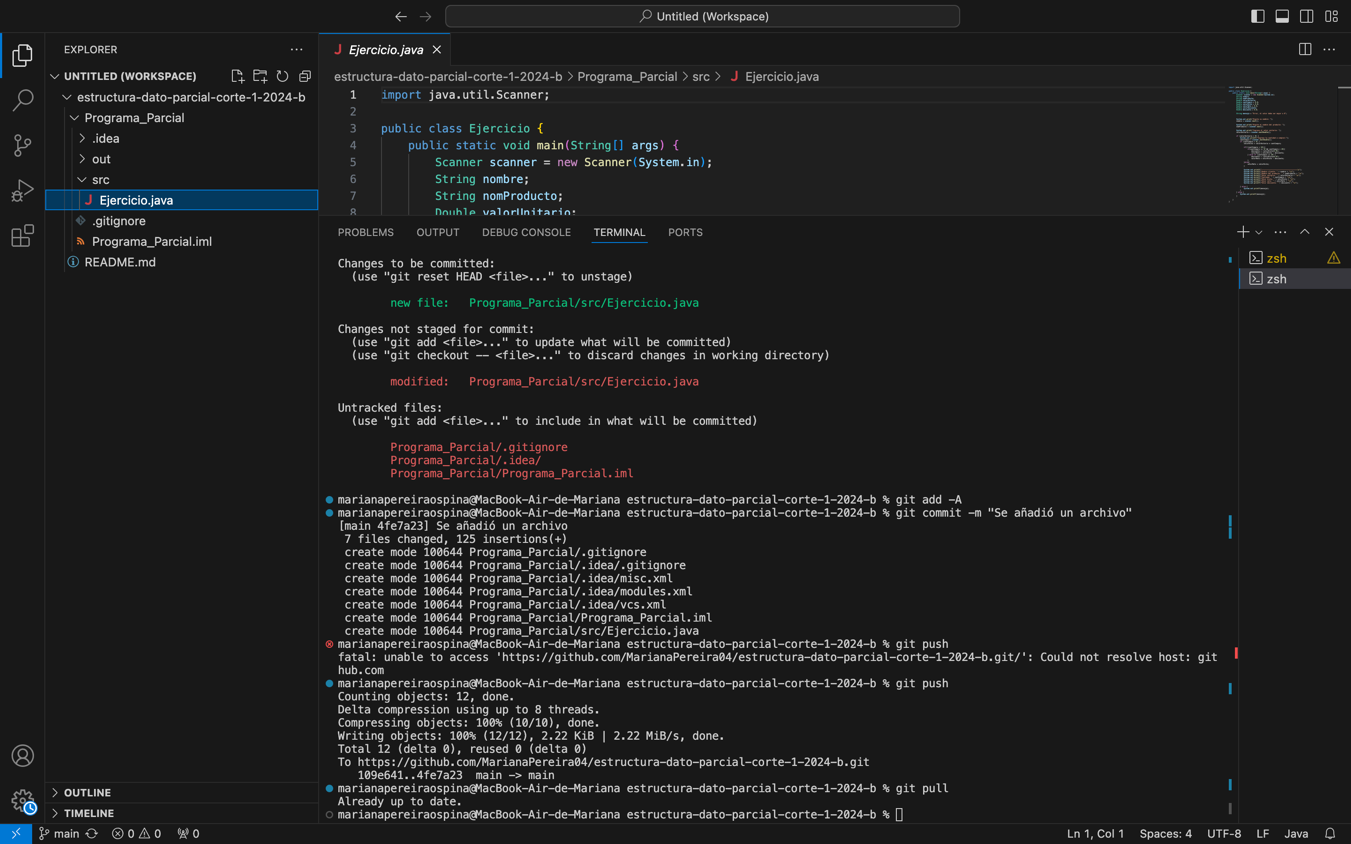 Untitled (Workspace)
EXPLORER
UNTITLED (WORKSPACE)
estructura-dato-parcial-corte-1-2024-b
Programa_Parcial
.idea
out
src
J Ejercicio.java
.gitignore
Programa_Parcial.iml
README.md
OUTLINE
TIMELINE
J Ejercicio.java
estructura-dato-parcial-corte-1-2024-b > Programa_Parcial > src > J Ejercicio.java
1 import java.util.Scanner;
2
3 public class Ejercicio {
4 public static void main(String[] args) {
5 Scanner scanner = new Scanner(System.in);
6 String nombre;
7 String nomProducto;
8 Double valorUnitario;
PROBLEMS OUTPUT DEBUG CONSOLE TERMINAL PORTS
zsh
zsh
Changes to be committed:
(use "git reset HEAD <file>..." to unstage)
new file: Programa_Parcial/src/Ejercicio.java
Changes not staged for commit:
(use "git add <file>..." to update what will be committed)
(use "git checkout -- <file>..." to discard changes in working directory)
modified: Programa_Parcial/src/Ejercicio.java
Untracked files:
(use "git add <file>..." to include in what will be committed)
Programa_Parcial/.gitignore
Programa_Parcial/.idea/
Programa_Parcial/Programa_Parcial.iml
marianapereiraospina@MacBook-Air-de-Mariana estructura-dato-parcial-corte-1-2024-b % git add -A
marianapereiraospina@MacBook-Air-de-Mariana estructura-dato-parcial-corte-1-2024-b % git commit -m "Se añadió un archivo"
[main 4fe7a23] Se añadió un archivo
7 files changed, 125 insertions(+)
create mode 100644 Programa_Parcial/.gitignore
create mode 100644 Programa_Parcial/.idea/.gitignore
create mode 100644 Programa_Parcial/.idea/misc.xml
create mode 100644 Programa_Parcial/.idea/modules.xml
create mode 100644 Programa_Parcial/.idea/vcs.xml
create mode 100644 Programa_Parcial/Programa_Parcial.iml
create mode 100644 Programa_Parcial/src/Ejercicio.java
marianapereiraospina@MacBook-Air-de-Mariana estructura-dato-parcial-corte-1-2024-b % git push
fatal: unable to access 'https://github.com/MarianaPereira04/estructura-dato-parcial-corte-1-2024-b.git/': Could not resolve host: git
hub.com
marianapereiraospina@MacBook-Air-de-Mariana estructura-dato-parcial-corte-1-2024-b % git push
Counting objects: 12, done.
Delta compression using up to 8 threads.
Compressing objects: 100% (10/10), done.
Writing objects: 100% (12/12), 2.22 KiB | 2.22 MiB/s, done.
Total 12 (delta 0), reused 0 (delta 0)
To https://github.com/MarianaPereira04/estructura-dato-parcial-corte-1-2024-b.git
109e641..4fe7a23 main -> main
marianapereiraospina@MacBook-Air-de-Mariana estructura-dato-parcial-corte-1-2024-b % git pull
Already up to date.
marianapereiraospina@MacBook-Air-de-Mariana estructura-dato-parcial-corte-1-2024-b %
main 0 0 0 Ln 1, Col 1 Spaces: 4 UTF-8 LF Java